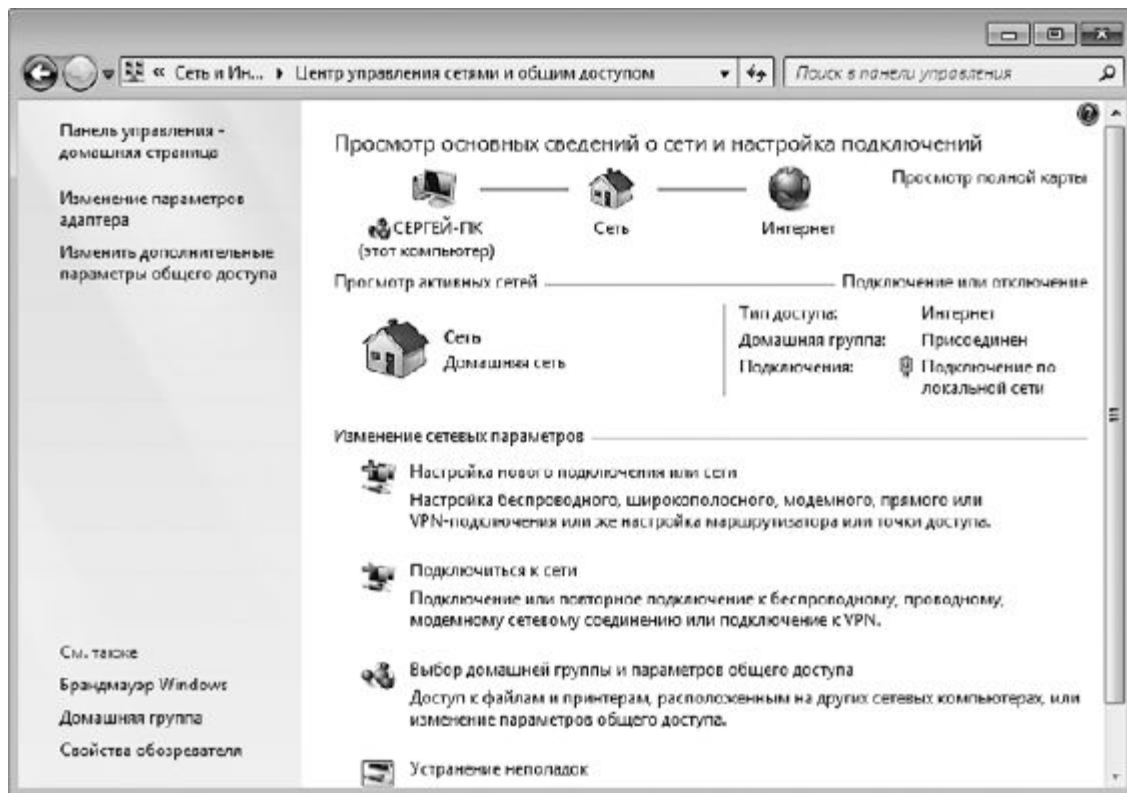 « Сеть и Ин... ▸ Центр управления сетями и общим доступом
Поиск в панели управления
Панель управления -
домашняя страница
Изменение параметров
адаптера
Изменить дополнительные
параметры общего доступа
См. также
Брандмауэр Windows
Домашняя группа
Свойства обозревателя
Просмотр основных сведений о сети и настройка подключений
Просмотр полной карты
СЕРГЕЙ-ПК
(этот компьютер)
Сеть
Интернет
Просмотр активных сетей
Подключение или отключение
Сеть
Домашняя сеть
Тип доступа: Интернет
Домашняя группа: Присоединен
Подключения: Подключение по
локальной сети
Изменение сетевых параметров
Настройка нового подключения или сети
Настройка беспроводного, широкополосного, модемного, прямого или
VPN-подключения или же настройка маршрутизатора или точки доступа.
Подключиться к сети
Подключение или повторное подключение к беспроводному, проводному,
модемному сетевому соединению или подключение к VPN.
Выбор домашней группы и параметров общего доступа
Доступ к файлам и принтерам, расположенным на других сетевых компьютерах, или
изменение параметров общего доступа.
Устранение неполадок